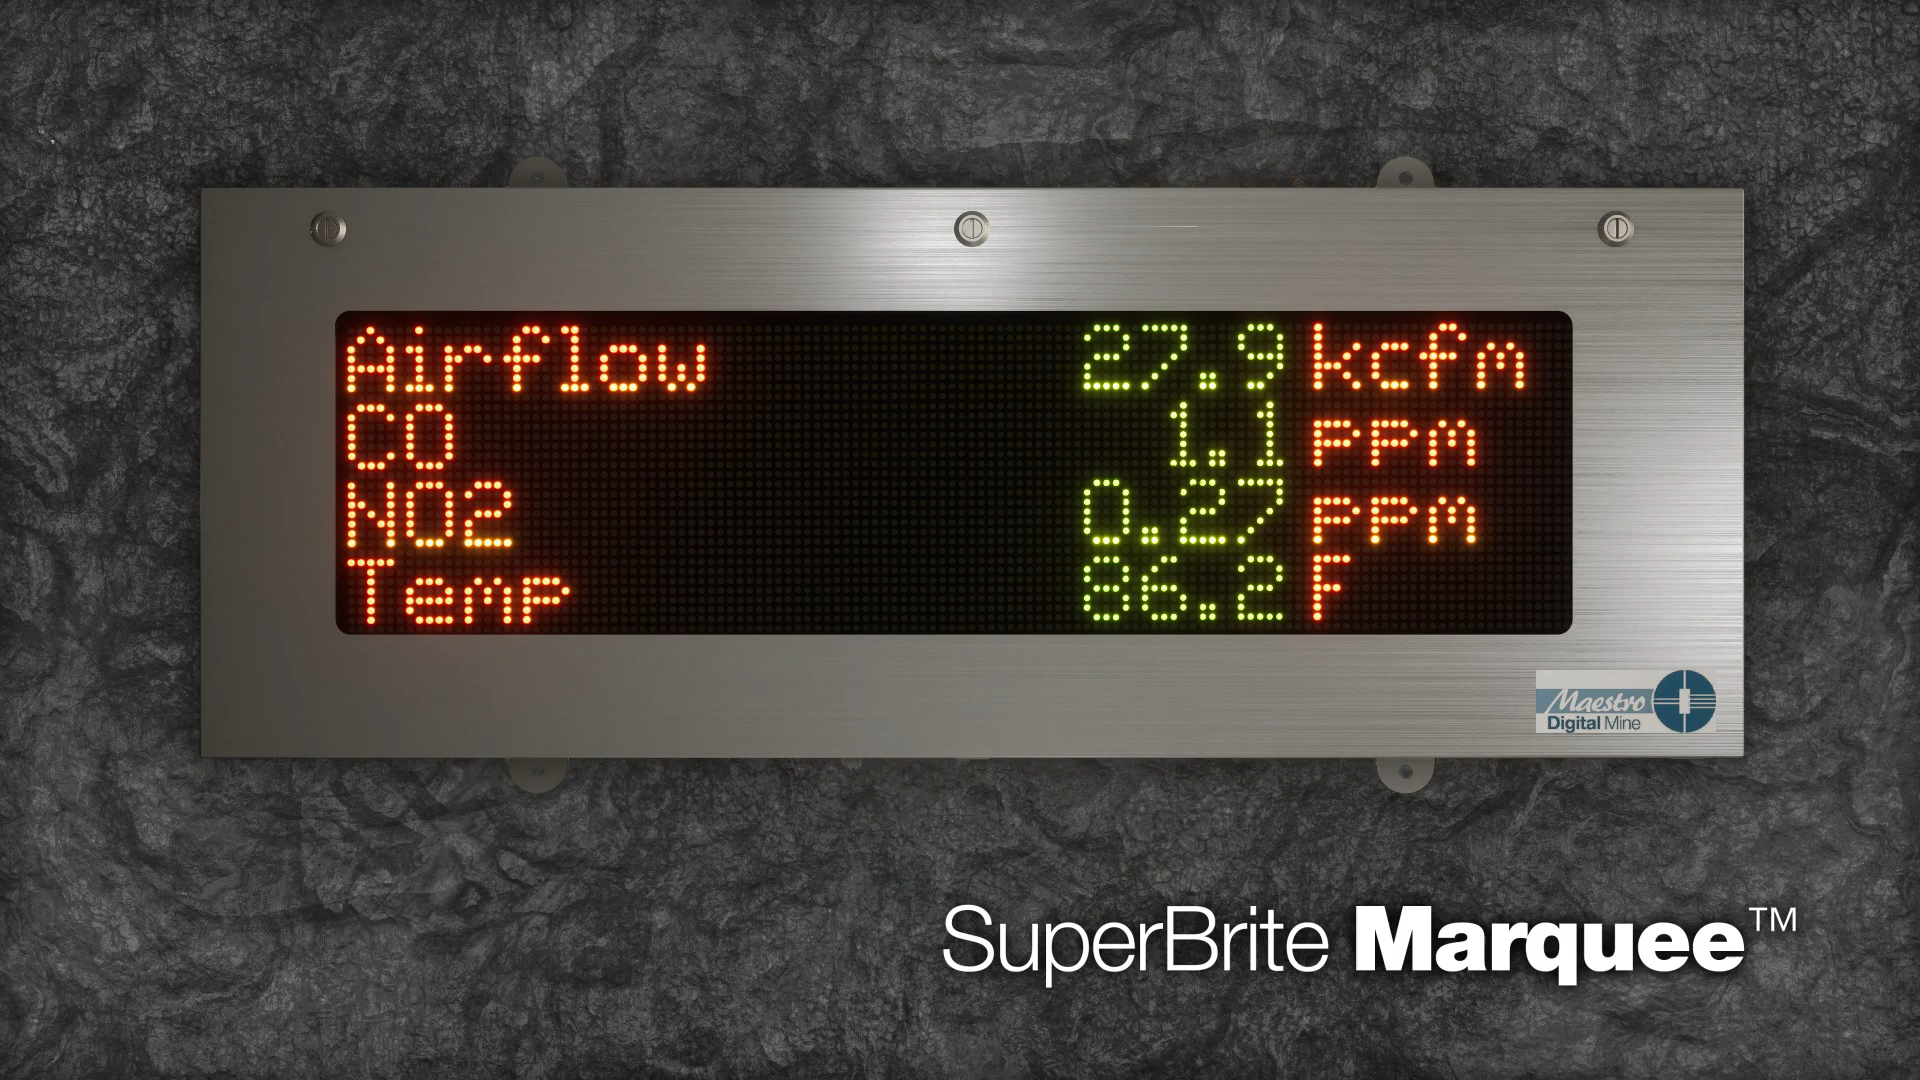 Airflow 27.9 kcfm
CO 1.1 ppm
NO2 0.27 ppm
Temp 86.2 F
Maestro
Digital Mine
SuperBrite Marquee™